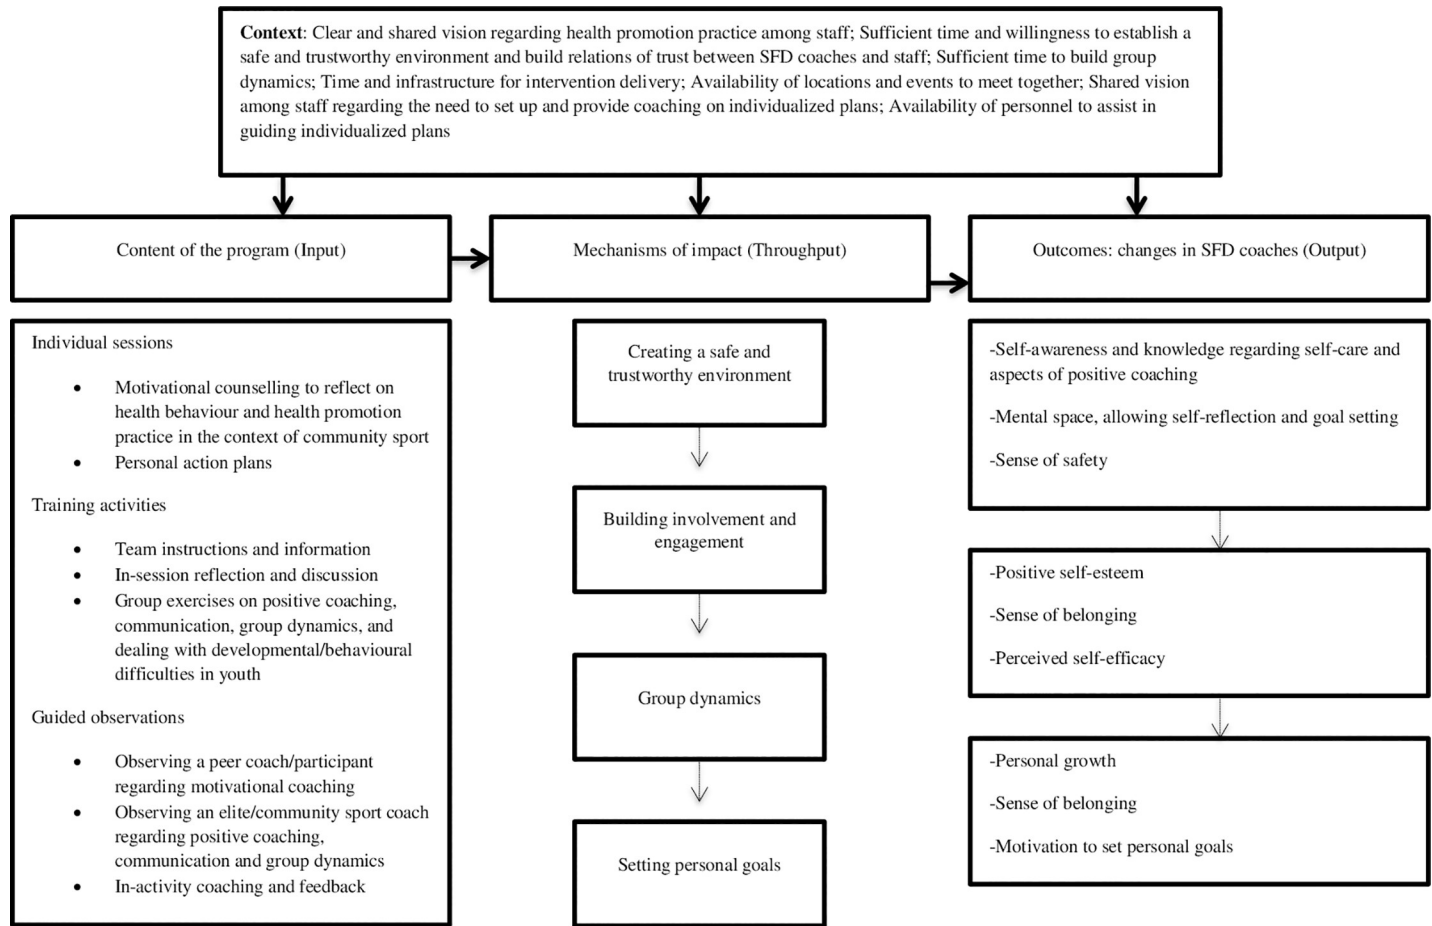 Context: Clear and shared vision regarding health promotion practice among staff; Sufficient time and willingness to establish a
safe and trustworthy environment and build relations of trust between SFD coaches and staff; Sufficient time to build group
dynamics; Time and infrastructure for intervention delivery; Availability of locations and events to meet together; Shared vision
among staff regarding the need to set up and provide coaching on individualized plans; Availability of personnel to assist in
guiding individualized plans
Content of the program (Input)
Mechanisms of impact (Throughput)
Outcomes: changes in SFD coaches (Output)
Individual sessions
• Motivational counselling to reflect on
health behaviour and health promotion
practice in the context of community sport
• Personal action plans
Training activities
• Team instructions and information
• In-session reflection and discussion
• Group exercises on positive coaching,
communication, group dynamics, and
dealing with developmental/behavioural
difficulties in youth
Guided observations
• Observing a peer coach/participant
regarding motivational coaching
• Observing an elite/community sport coach
regarding positive coaching,
communication and group dynamics
• In-activity coaching and feedback
Creating a safe and
trustworthy environment
Building involvement and
engagement
Group dynamics
Setting personal goals
-Self-awareness and knowledge regarding self-care and
aspects of positive coaching
-Mental space, allowing self-reflection and goal setting
-Sense of safety
-Positive self-esteem
-Sense of belonging
-Perceived self-efficacy
-Personal growth
-Sense of belonging
-Motivation to set personal goals